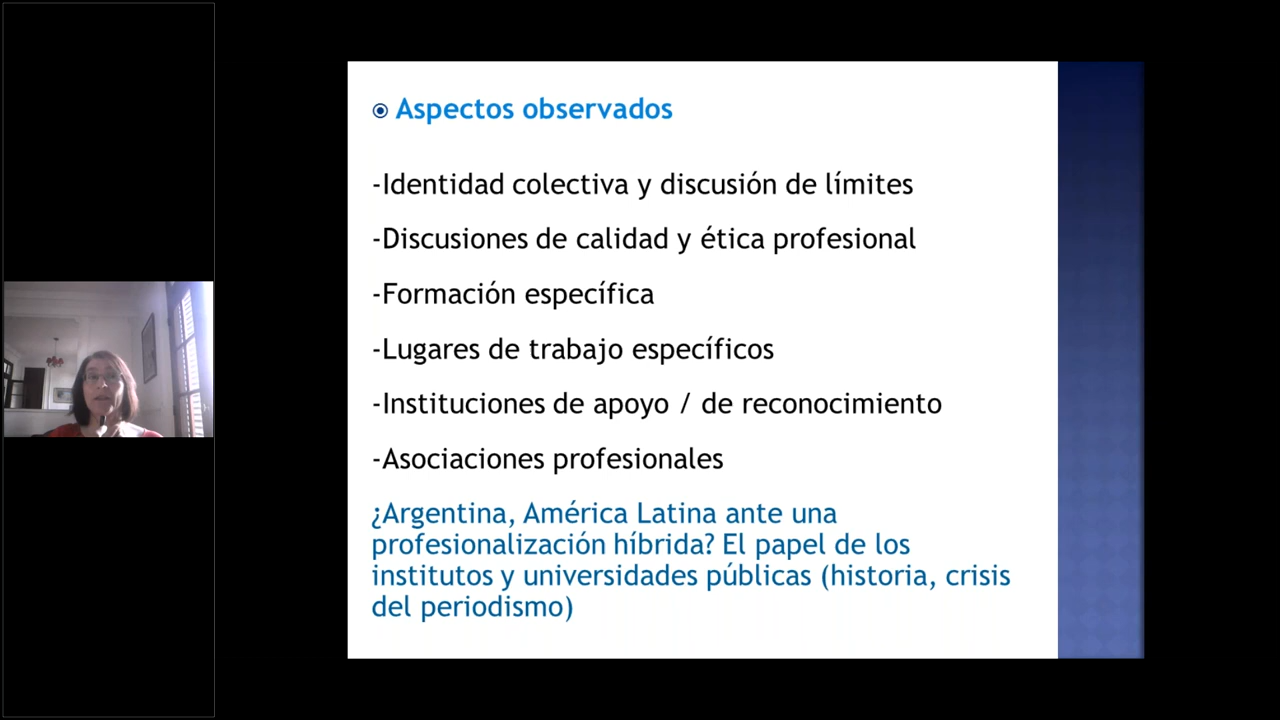 Aspectos observados
-Identidad colectiva y discusión de límites
-Discusiones de calidad y ética profesional
-Formación específica
-Lugares de trabajo específicos
-Instituciones de apoyo / de reconocimiento
-Asociaciones profesionales
¿Argentina, América Latina ante una
profesionalización híbrida? El papel de los
institutos y universidades públicas (historia, crisis
del periodismo)